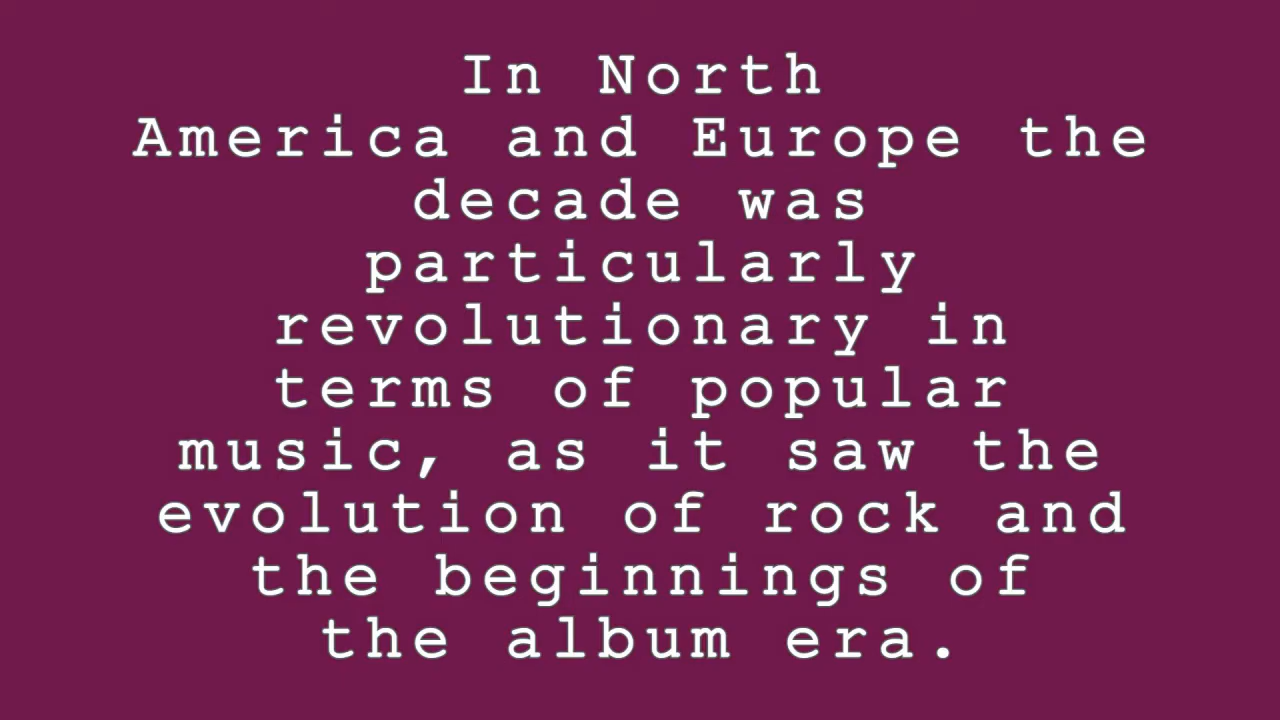 In North
America and Europe the
decade was
particularly
revolutionary in
terms of popular
music, as it saw the
evolution of rock and
the beginnings of
the album era.